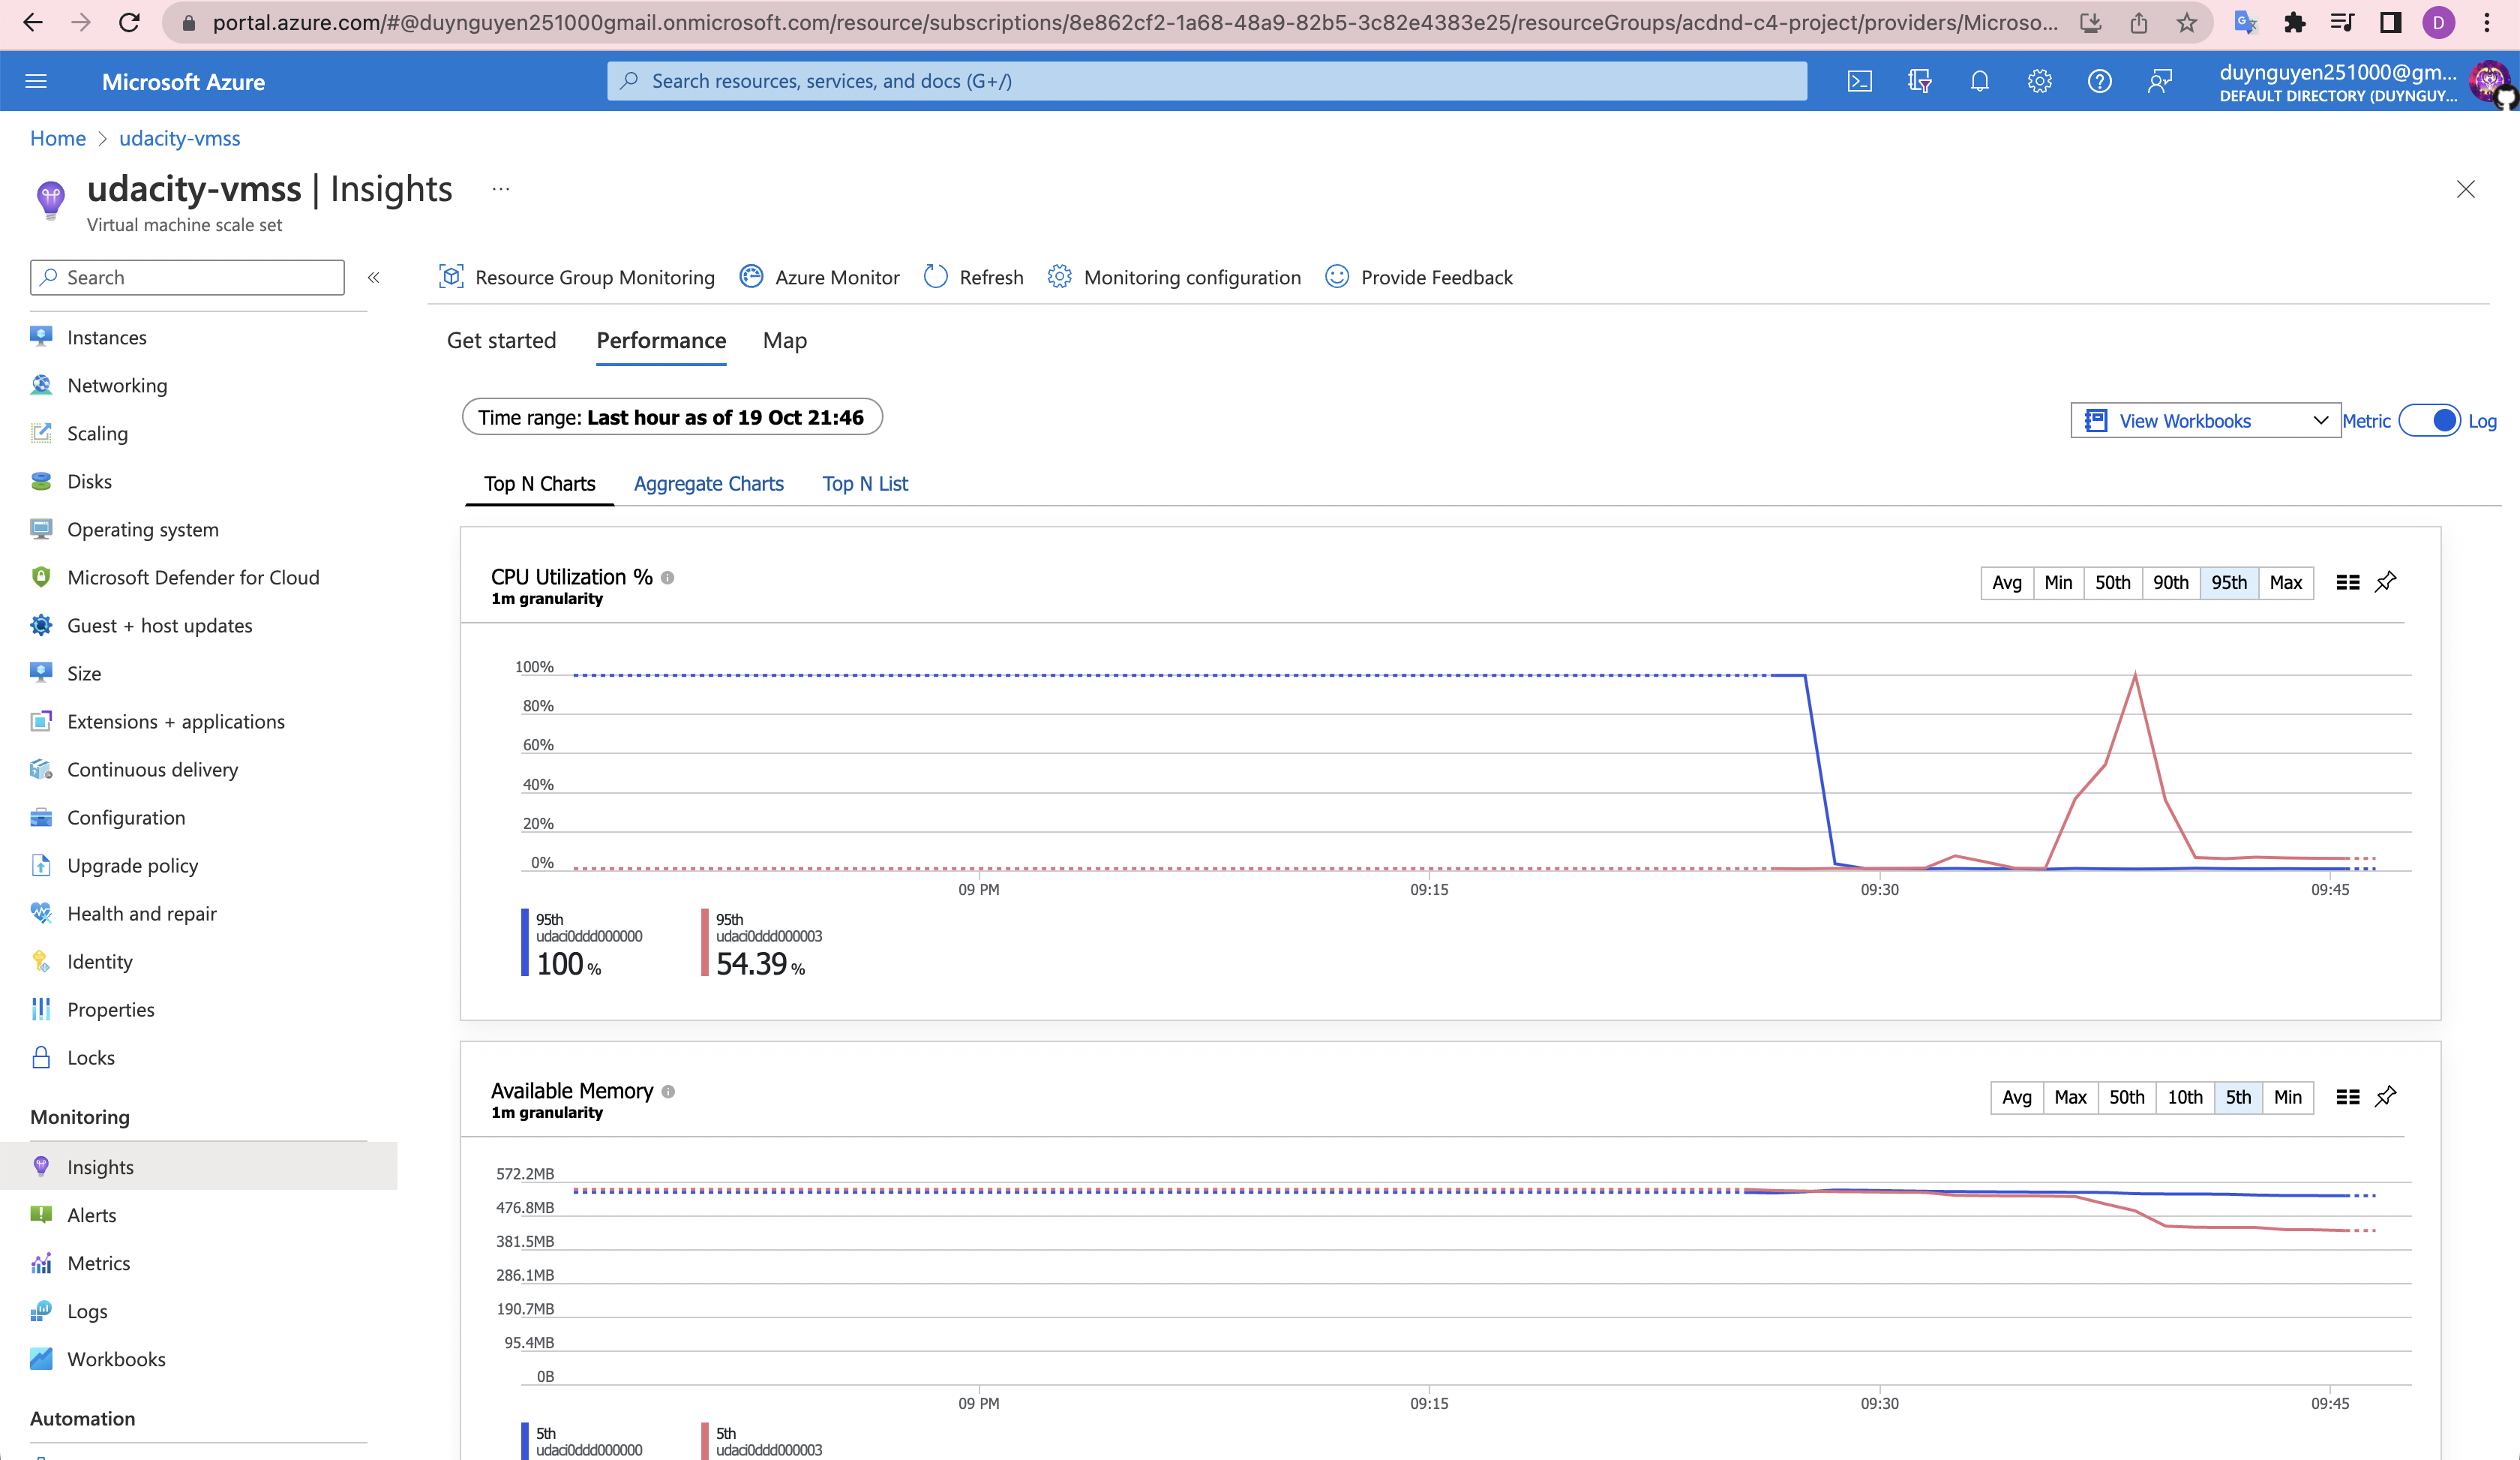 portal.azure.com/#@duynguyen251000gmail.onmicrosoft.com/resource/subscriptions/8e862cf2-1a68-48a9-82b5-3c82e4383e25/resourceGroups/acdnd-c4-project/providers/Microso...
D
Microsoft Azure
Search resources, services, and docs (G+/)
duynguyen251000@gm...
DEFAULT DIRECTORY (DUYNGUY...
Home > udacity-vmss
udacity-vmss | Insights ...
Virtual machine scale set
Search
«
Instances
Networking
Scaling
Disks
Operating system
Microsoft Defender for Cloud
Guest + host updates
Size
Extensions + applications
Continuous delivery
Configuration
Upgrade policy
Health and repair
Identity
Properties
Locks
Monitoring
Insights
Alerts
Metrics
Logs
Workbooks
Automation
Resource Group Monitoring Azure Monitor Refresh Monitoring configuration Provide Feedback
Get started Performance Map
Time range: Last hour as of 19 Oct 21:46
View Workbooks Metric Log
Top N Charts Aggregate Charts Top N List
CPU Utilization %
1m granularity
Avg Min 50th 90th 95th Max
100%
80%
60%
40%
20%
0%
09 PM 09:15 09:30 09:45
95th
udaci0ddd000000
100 %
95th
udaci0ddd000003
54.39 %
Available Memory
1m granularity
Avg Max 50th 10th 5th Min
572.2MB
476.8MB
381.5MB
286.1MB
190.7MB
95.4MB
0B
09 PM 09:15 09:30 09:45
5th
udaci0ddd000000
5th
udaci0ddd000003